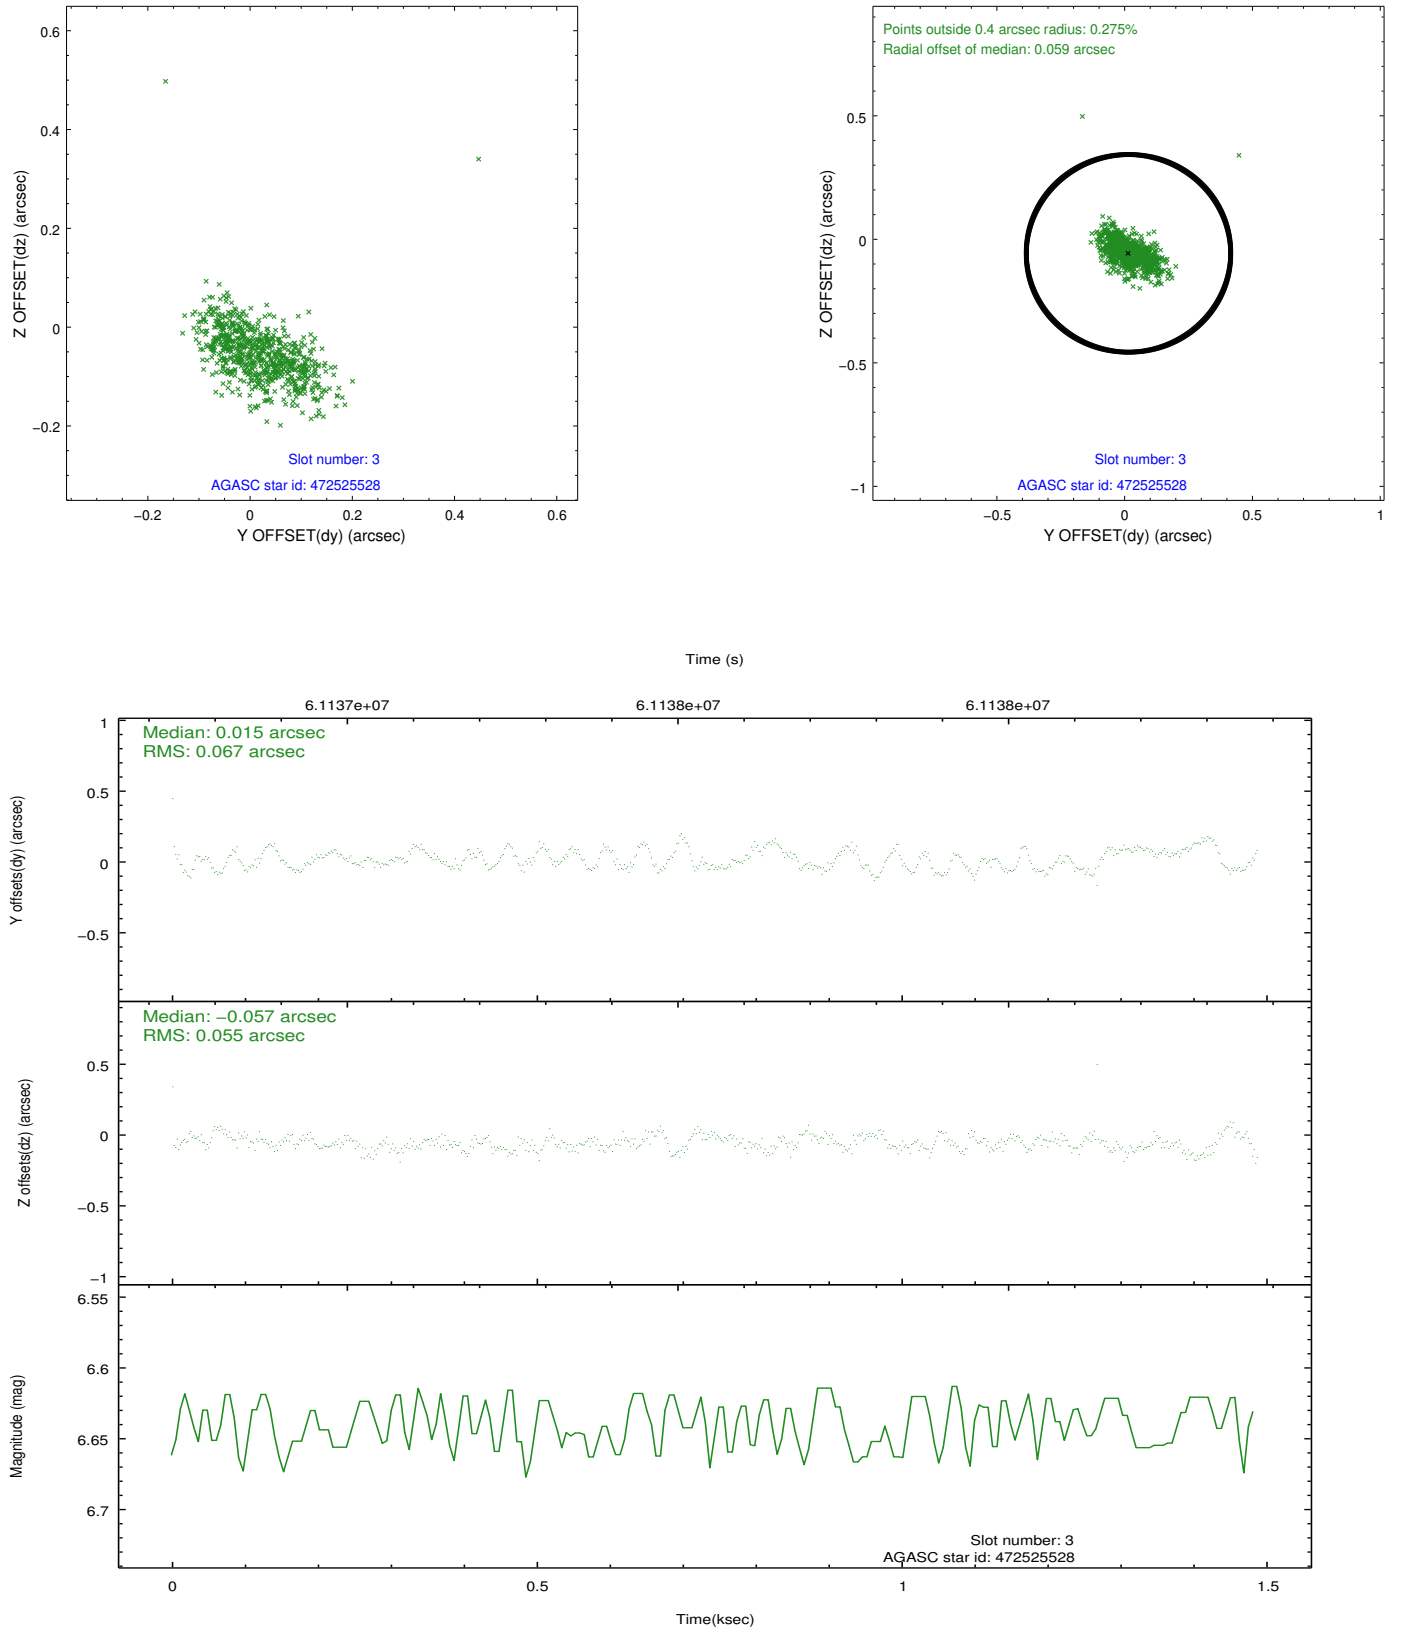 0.6
0.4
0.2
0
−0.2
−0.2
0
0.2
0.4
0.6
Z OFFSET(dz) (arcsec)
Y OFFSET(dy) (arcsec)
Slot number: 3
AGASC star id: 472525528
Points outside 0.4 arcsec radius: 0.275%
Radial offset of median: 0.059 arcsec
0.5
0
−0.5
−1
−0.5
0
0.5
1
Z OFFSET(dz) (arcsec)
Y OFFSET(dy) (arcsec)
Slot number: 3
AGASC star id: 472525528
Time (s)
6.1137e+07
6.1138e+07
6.1138e+07
Median: 0.015 arcsec
RMS: 0.067 arcsec
1
0.5
0
−0.5
Y offsets(dy) (arcsec)
Median: −0.057 arcsec
RMS: 0.055 arcsec
0.5
0
−0.5
−1
Z offsets(dz) (arcsec)
6.55
6.6
6.65
6.7
Magnitude (mag)
Slot number: 3
AGASC star id: 472525528
0
0.5
1
1.5
Time(ksec)